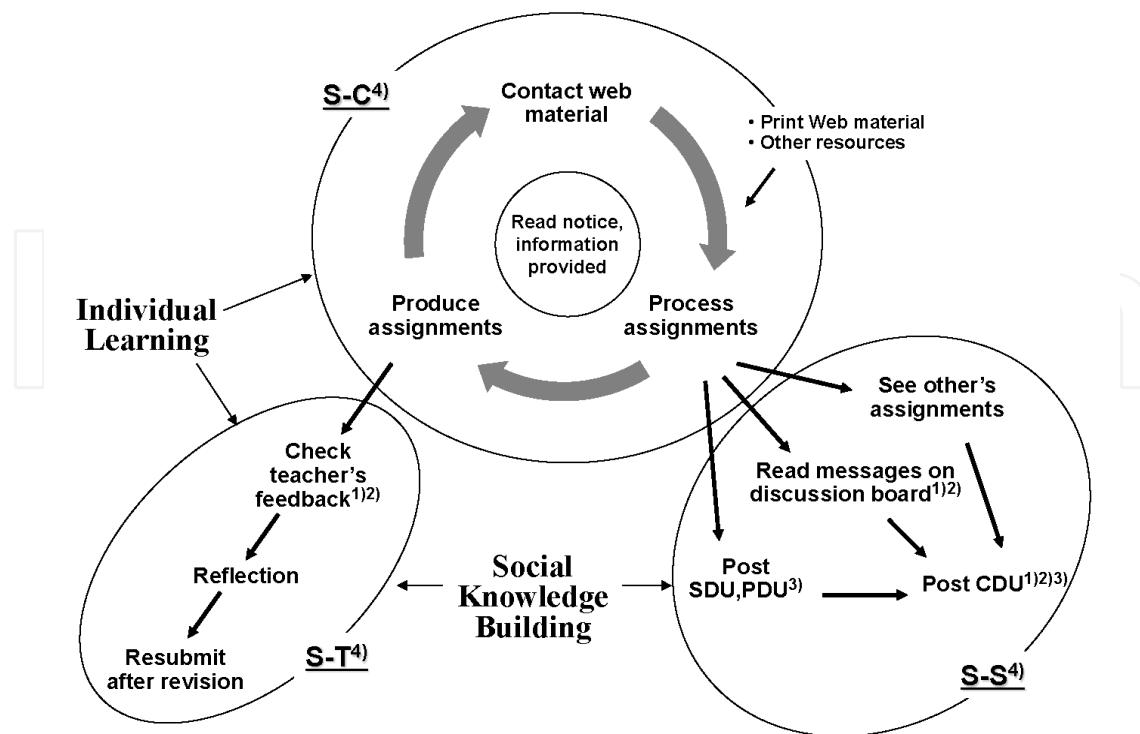 S-C4)
Contact web
material
• Print Web material
• Other resources
Read notice,
information
provided
Individual
Learning
Produce
assignments
Process
assignments
See other’s
assignments
Check
teacher’s
feedback1)2)
Read messages on
discussion board1)2)
Reflection
Social
Knowledge
Building
Post
SDU,PDU3)
Post CDU1)2)3)
Resubmit
after revision
S-T4)
S-S4)